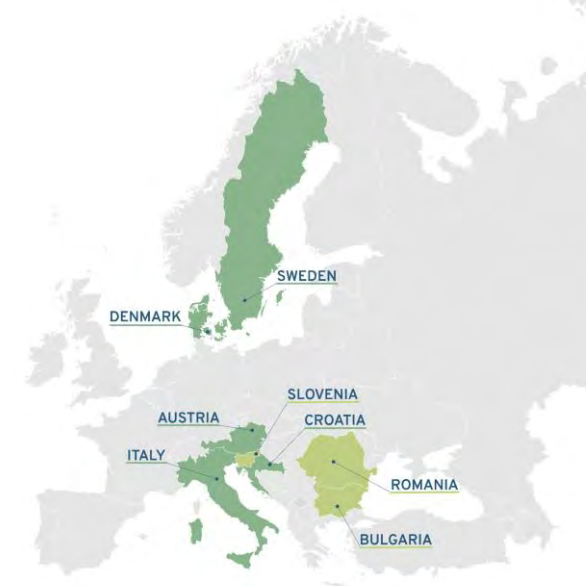 SWEDEN
DENMARK
SLOVENIA
AUSTRIA
CROATIA
ITALY
ROMANIA
BULGARIA